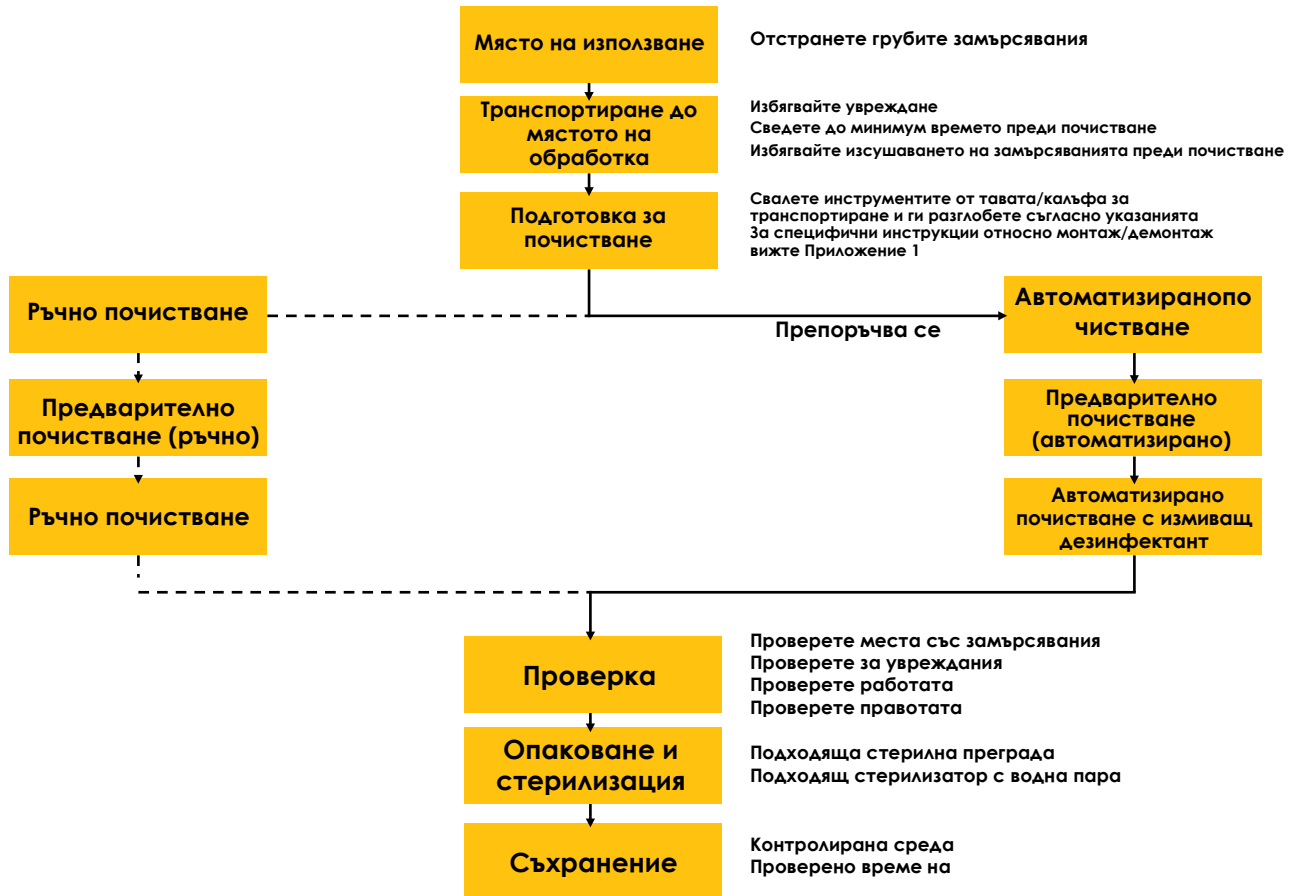 Място на използване
Отстранете грубите замърсявания
Транспортиране до
мястото на
обработка
Избягвайте увреждане
Сведете до минимум времето преди почистване
Избягвайте изсушаването на замърсяванията преди почистване
Подготовка за
почистване
Свалете инструментите от тавата/калъфа за
транспортиране и ги разглобете съгласно указанията
За специфични инструкции относно монтаж/демонтаж
вижте Приложение 1
Ръчно почистване
Препоръчва се
Автоматизиранопо
чистване
Предварително
почистване (ръчно)
Предварително
почистване
(автоматизирано)
Ръчно почистване
Автоматизирано
почистване с измиващ
дезинфектант
Проверка
Проверете места със замърсявания
Проверете за увреждания
Проверете работата
Проверете правотата
Опаковане и
стерилизация
Подходяща стерилна преграда
Подходящ стерилизатор с водна пара
Съхранение
Контролирана среда
Проверено време на